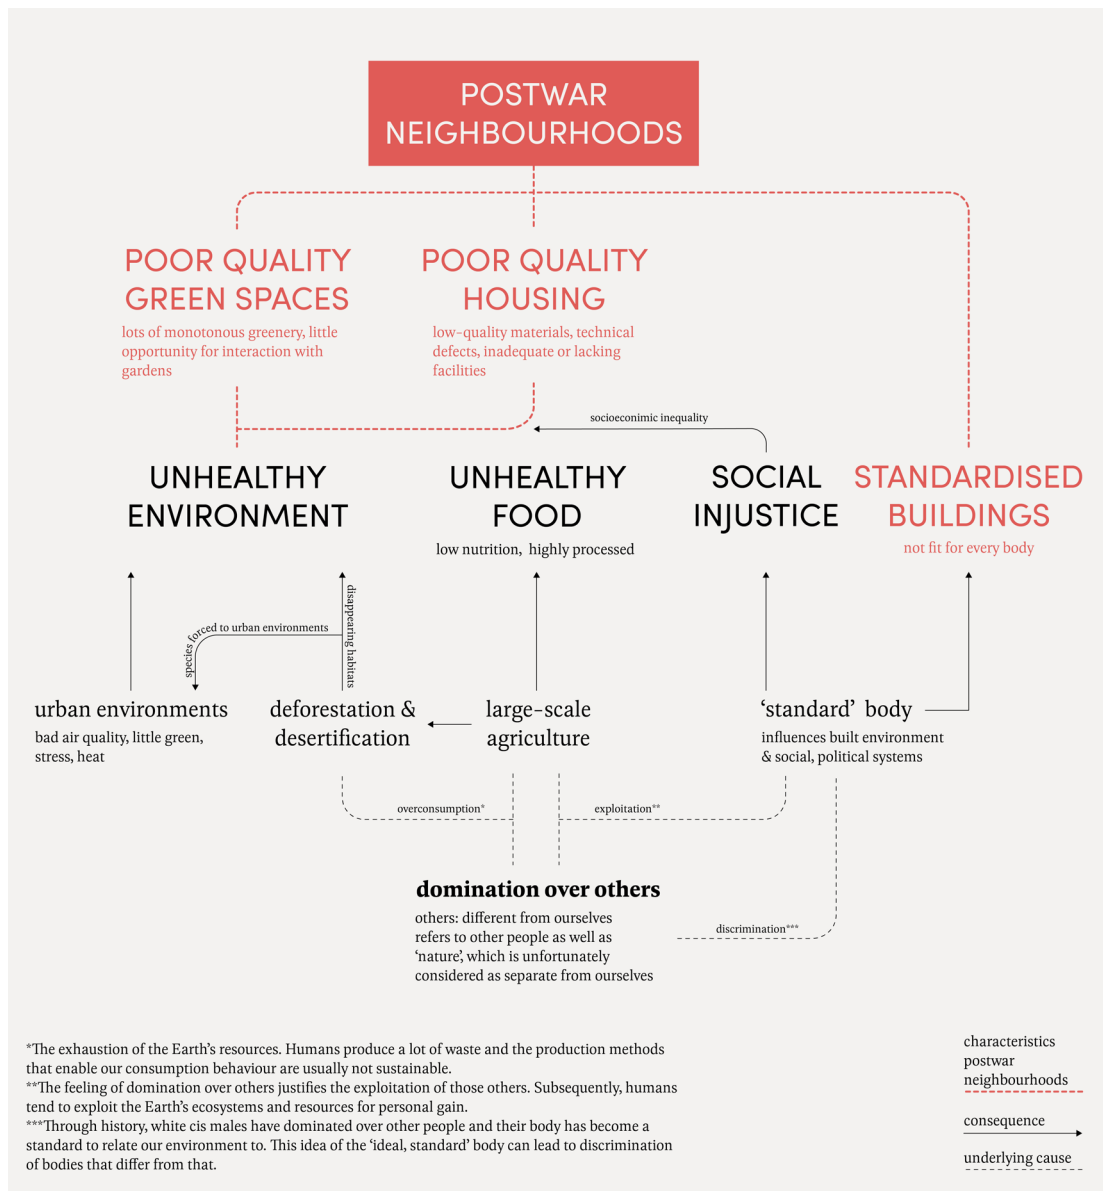 POSTWAR
NEIGHBOURHOODS
POOR QUALITY
GREEN SPACES
lots of monotonous greenery, little
opportunity for interaction with
gardens
POOR QUALITY
HOUSING
low-quality materials, technical
defects, inadequate or lacking
facilities
socioeconimic inequality
UNHEALTHY
ENVIRONMENT
UNHEALTHY
FOOD
low nutrition, highly processed
SOCIAL
INJUSTICE
STANDARDISED
BUILDINGS
not fit for every body
species forced to urban environments
disappearing habitats
urban environments
bad air quality, little green,
stress, heat
deforestation &
desertification
large-scale
agriculture
‘standard’ body
influences built environment
& social, political systems
overconsumption*
exploitation**
domination over others
others: different from ourselves
refers to other people as well as
‘nature’, which is unfortunately
considered as separate from ourselves
discrimination***
*The exhaustion of the Earth’s resources. Humans produce a lot of waste and the production methods
that enable our consumption behaviour are usually not sustainable.
**The feeling of domination over others justifies the exploitation of those others. Subsequently, humans
tend to exploit the Earth’s ecosystems and resources for personal gain.
***Through history, white cis males have dominated over other people and their body has become a
standard to relate our environment to. This idea of the ‘ideal, standard’ body can lead to discrimination
of bodies that differ from that.
characteristics
postwar
neighbourhoods
consequence
underlying cause